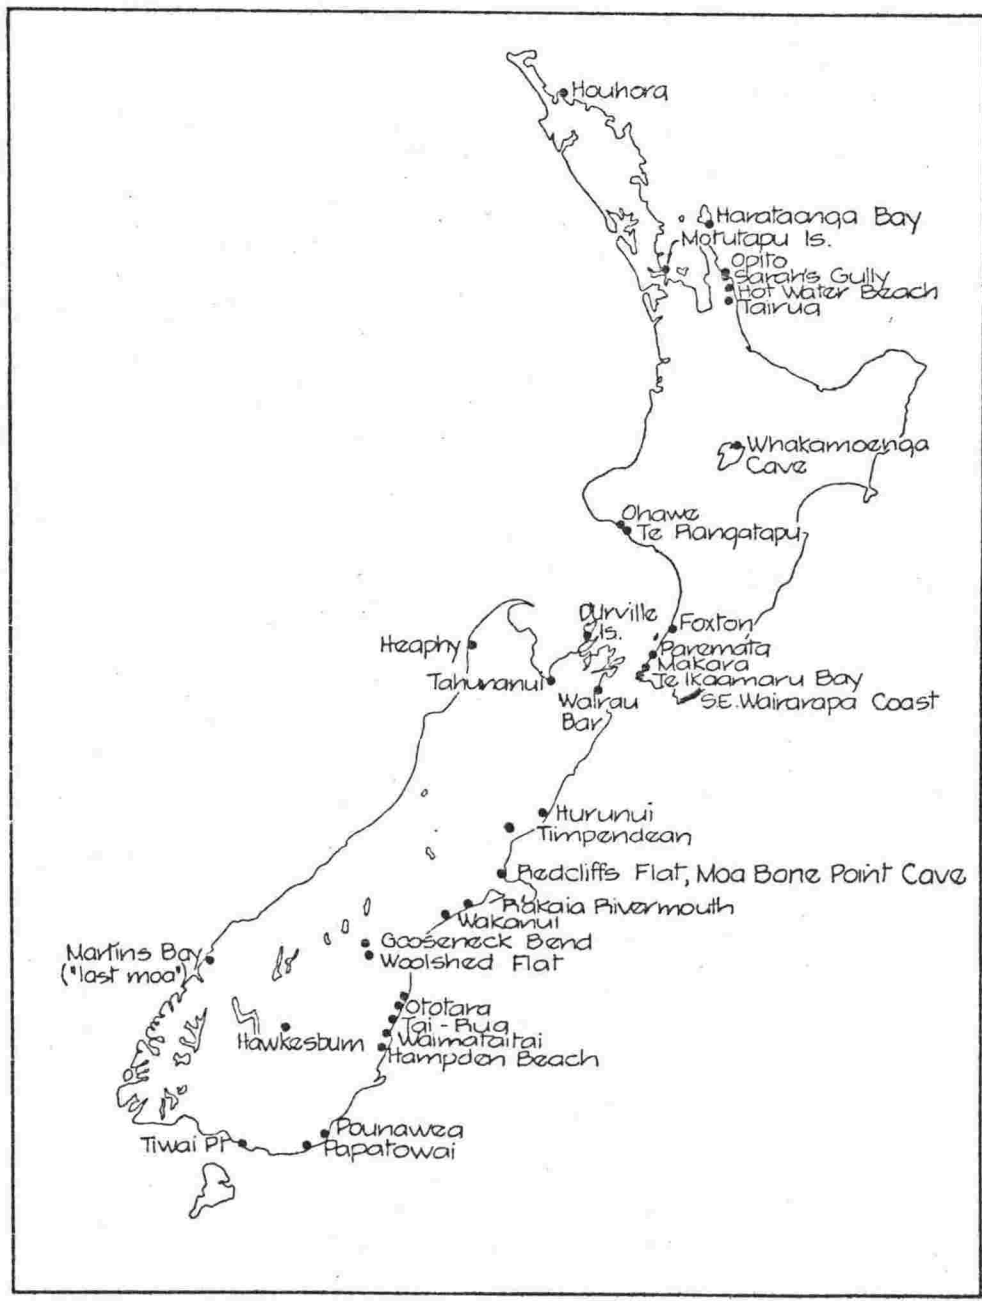 Houhora
Harataonga Bay
Motutapu Is.
Opito
Sarah's Gully
Hot Water Beach
Tairua
Whakamoenga
Cave
Ohawe
Te Rangatapu
D'Urville
Is.
Foxton
Heaphy
Paremata
Makara
Tahunanui
Te Ikaamaru Bay
Wairau
Bar
S.E. Wairarapa Coast
Hurunui
Timpendean
Redcliffs Flat, Moa Bone Point Cave
Rakaia Rivermouth
Wakanui
Gooseneck Bend
Woolshed Flat
Martins Bay
("last moa")
Ototara
Tai-Rua
Waimataitai
Hawkesburn
Hampden Beach
Pounawea
Tiwai Pt
Papatowai